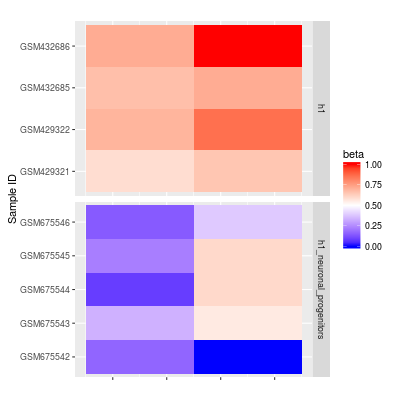 GSM432686
GSM432685
GSM429322
GSM429321
h1
Sample ID
GSM675546
GSM675545
GSM675544
GSM675543
GSM675542
h1_neuronal_progenitors
beta
1.00
0.75
0.50
0.25
0.00